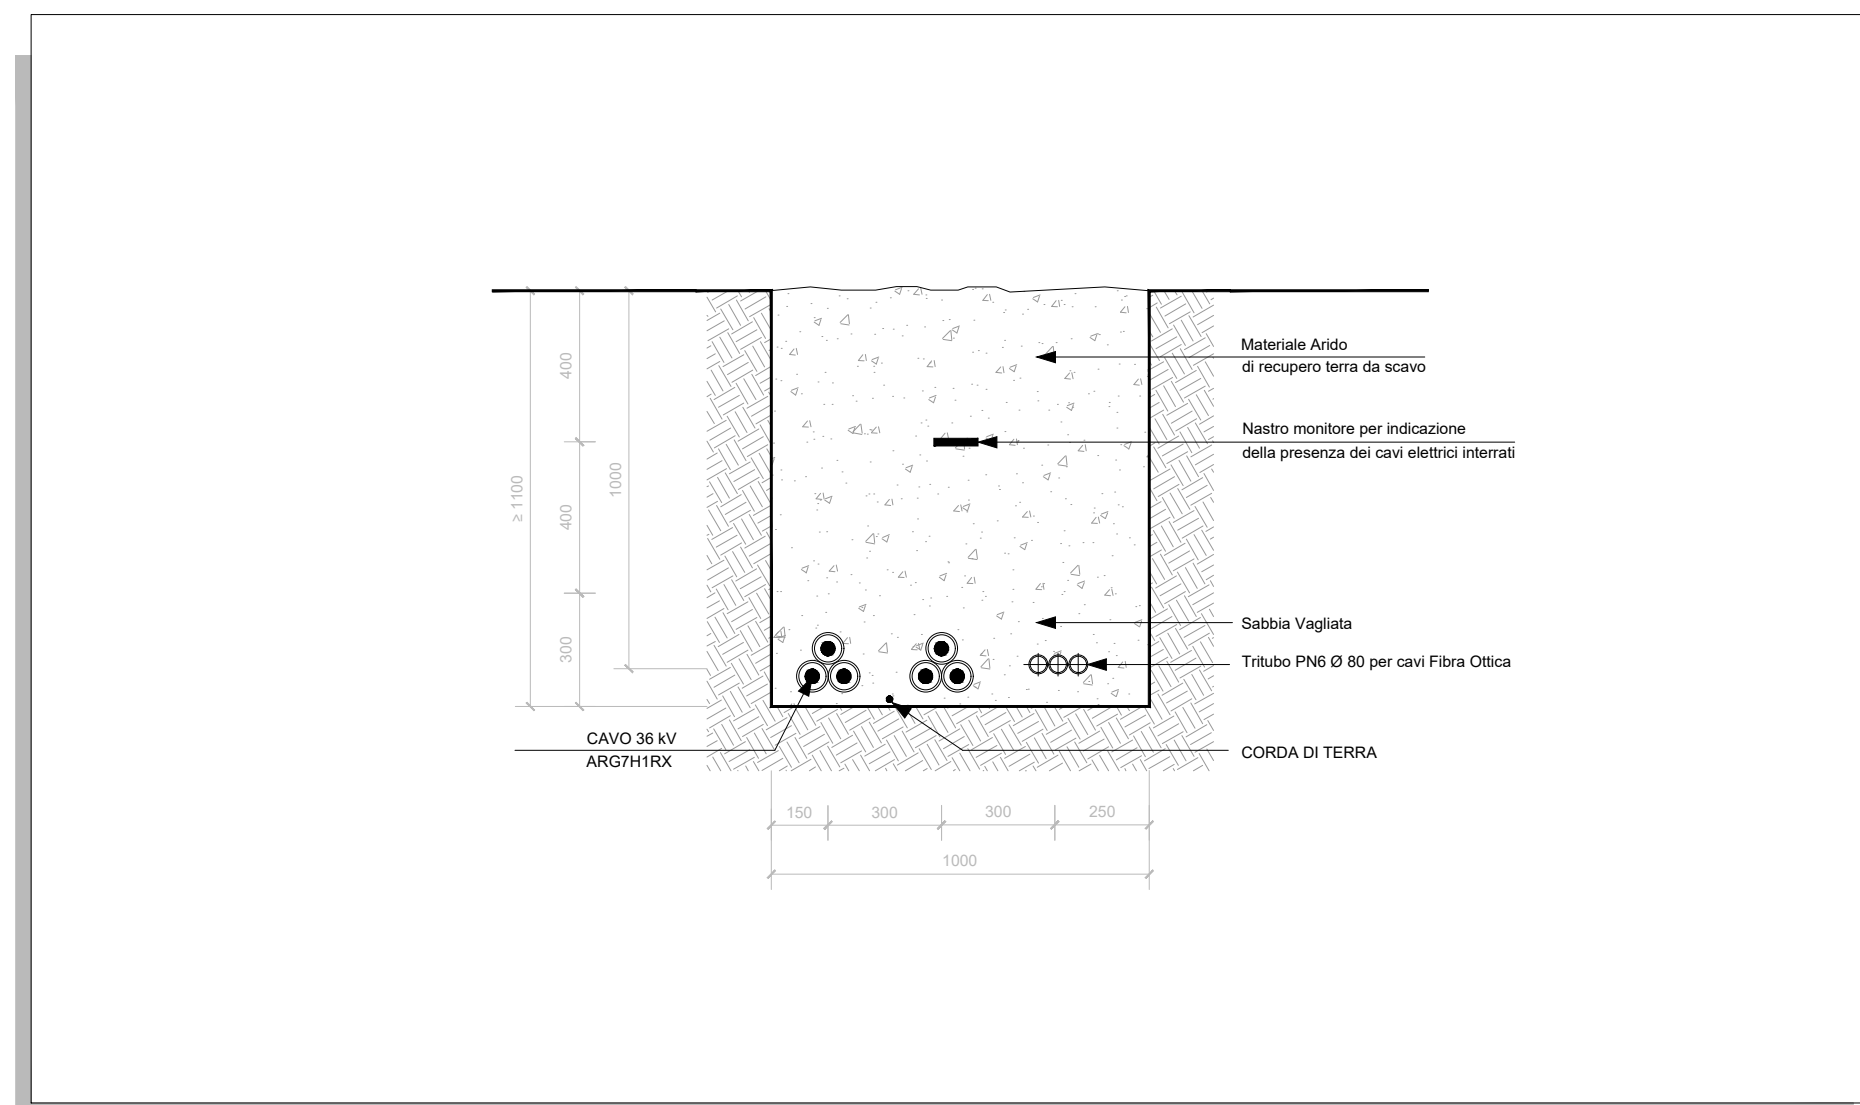 Materiale Arido
di recupero terra da scavo
Nastro monitore per indicazione
della presenza dei cavi elettrici interrati
400
≥ 1100
1000
400
300
Sabbia Vagliata
Tritubo PN6 Ø 80 per cavi Fibra Ottica
CAVO 36 kV
ARG7H1RX
CORDA DI TERRA
150
300
300
250
1000